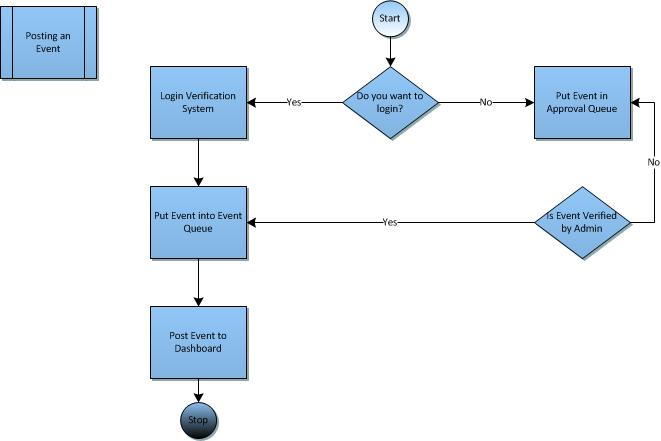 Posting an
Event
Start
Do you want to
login?
Yes
No
Login Verification
System
Put Event in
Approval Queue
No
Put Event into Event
Queue
Yes
Is Event Verified
by Admin
Post Event to
Dashboard
Stop